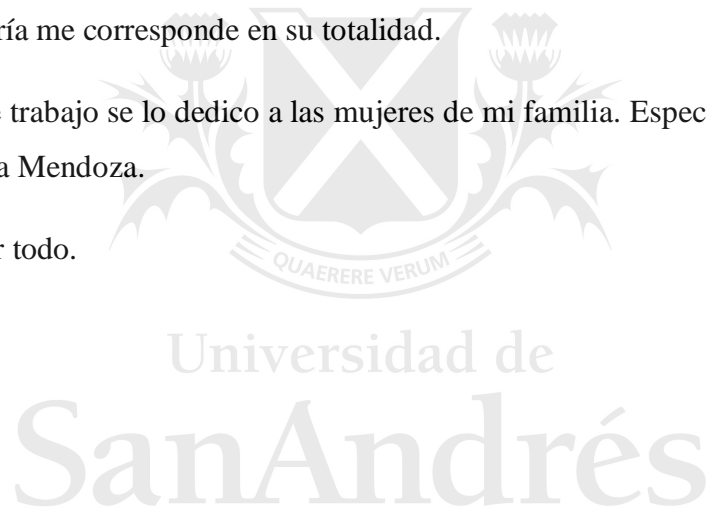 ría me corresponde en su totalidad.
trabajo se lo dedico a las mujeres de mi familia. Espec
a Mendoza.
r todo.
QUAERERE VERUM
Universidad de
SanAndrés